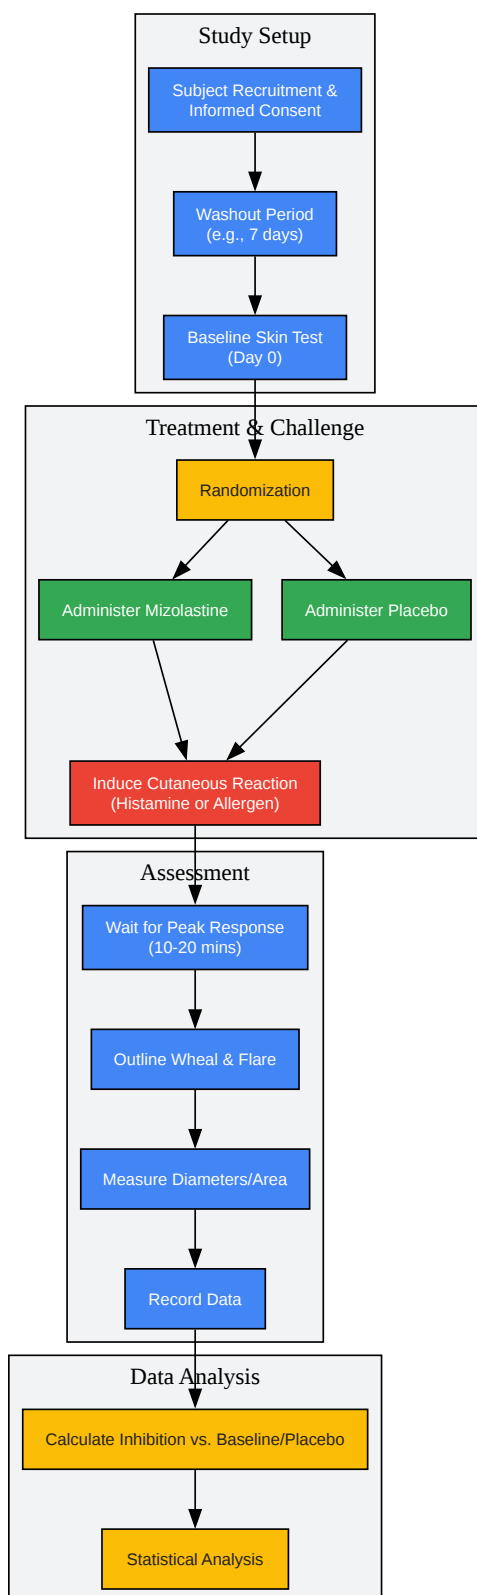 Study Setup
Subject Recruitment &
Informed Consent
Washout Period
(e.g., 7 days)
Baseline Skin Test
(Day 0)
Treatment & Challenge
Randomization
Administer Mizolastine
Administer Placebo
Induce Cutaneous Reaction
(Histamine or Allergen)
Assessment
Wait for Peak Response
(10-20 mins)
Outline Wheal & Flare
Measure Diameters/Area
Record Data
Data Analysis
Calculate Inhibition vs. Baseline/Placebo
Statistical Analysis